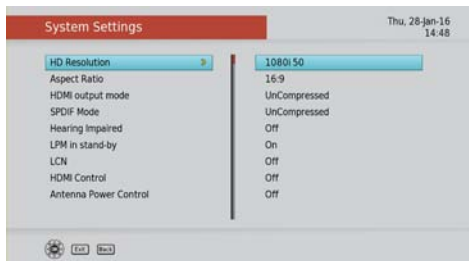 System Settings
Thu, 28-Jan-16
14:48
HD Resolution 1080i50
Aspect Ratio 16:9
HDMI output mode UnCompressed
SPDIF Mode UnCompressed
Hearing Impaired Off
LPM in stand-by On
LCN Off
HDMI Control Off
Antenna Power Control Off
OK Exit Back